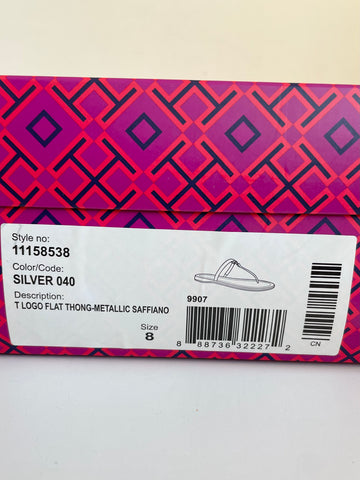 Style no:
11158538
Color/Code:
SILVER 040
Description:
T LOGO FLAT THONG-METALLIC SAFFIANO
Size
8
9907
8 88736 32227 2
CN